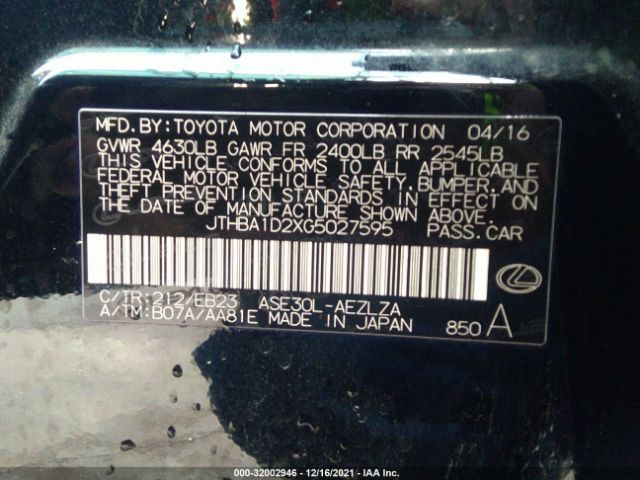 MFD.BY:TOYOTA MOTOR CORPORATION 04/16
GVWR 4630LB GAWR FR 2400LB RR 2545LB
THIS VEHICLE CONFORMS TO ALL APPLICABLE
FEDERAL MOTOR VEHICLE SAFETY,BUMPER,AND
THEFT PREVENTION STANDARDS IN EFFECT ON
THE DATE OF MANUFACTURE SHOWN ABOVE.
JTHBA1D2XG5027595 PASS.CAR
C/TR:212/EB23 ASE30L-AEZLZA
A/TM:B07A/AA81E MADE IN JAPAN 850A
000-32002946 - 12/16/2021 - IAA Inc.